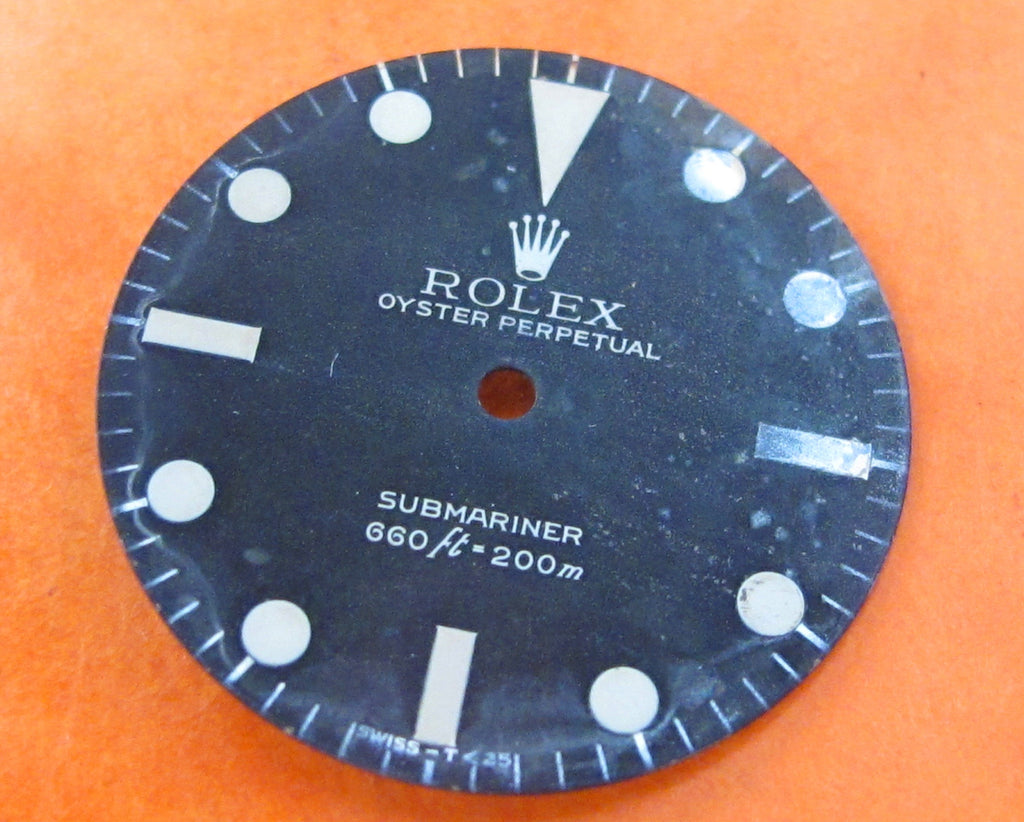 ROLEX
OYSTER PERPETUAL
SUBMARINER
660ft=200m
SWISS-T<25